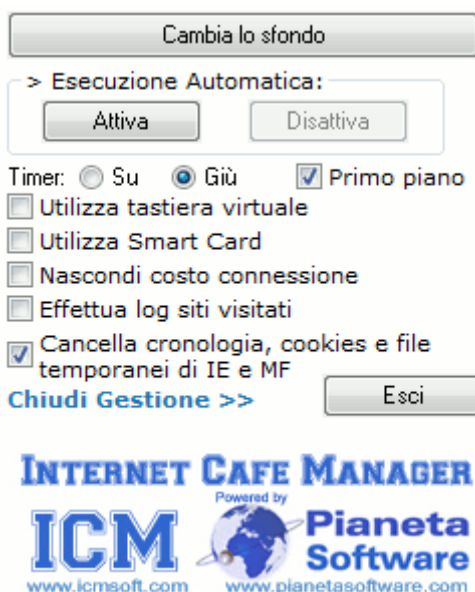 Cambia lo sfondo
> Esecuzione Automatica:
Attiva Disattiva
Timer: Su Giù Primo piano
Utilizza tastiera virtuale
Utilizza Smart Card
Nascondi costo connessione
Effettua log siti visitati
Cancella cronologia, cookies e file
temporanei di IE e MF
Chiudi Gestione >> Esci
INTERNET CAFE MANAGER
Powered by
ICM Pianeta
Software
www.icmsoft.com www.pianetasoftware.com